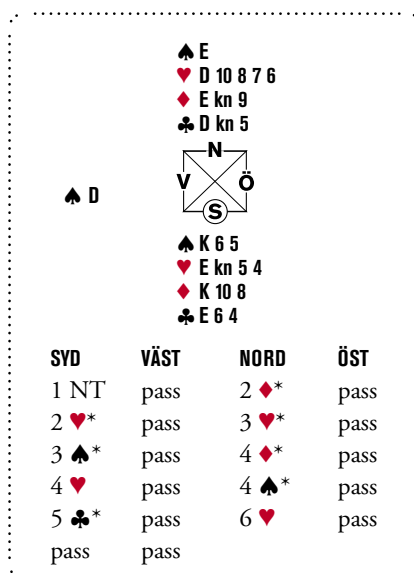 ♠ E
♥ D 10 8 7 6
♦ E kn 9
♣ D kn 5
N
♠ D V Ö
S
♠ K 6 5
♥ E kn 5 4
♦ K 10 8
♣ E 6 4
SYD VÄST NORD ÖST
1 NT pass 2 ♦* pass
2 ♥* pass 3 ♥* pass
3 ♠* pass 4 ♦* pass
4 ♥ pass 4 ♠* pass
5 ♣* pass 6 ♥ pass
pass pass